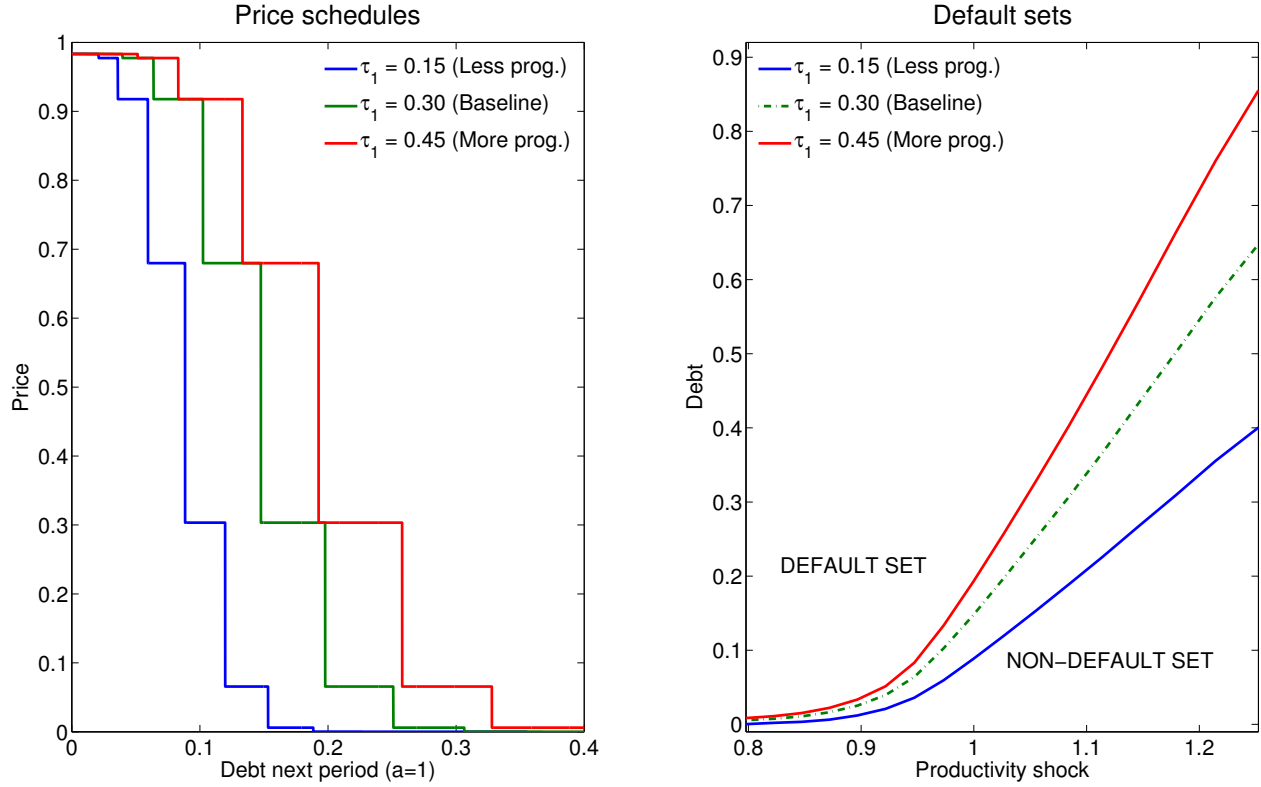 Price schedules
1
0.9
0.8
0.7
0.6
0.5
0.4
0.3
0.2
0.1
0
Price
τ1 = 0.15 (Less prog.)
τ1 = 0.30 (Baseline)
τ1 = 0.45 (More prog.)
0 0.1 0.2 0.3 0.4
Debt next period (a=1)
Default sets
0.9
0.8
0.7
0.6
0.5
0.4
0.3
0.2
0.1
0
Debt
τ1 = 0.15 (Less prog.)
τ1 = 0.30 (Baseline)
τ1 = 0.45 (More prog.)
DEFAULT SET
NON−DEFAULT SET
0.8 0.9 1 1.1 1.2
Productivity shock